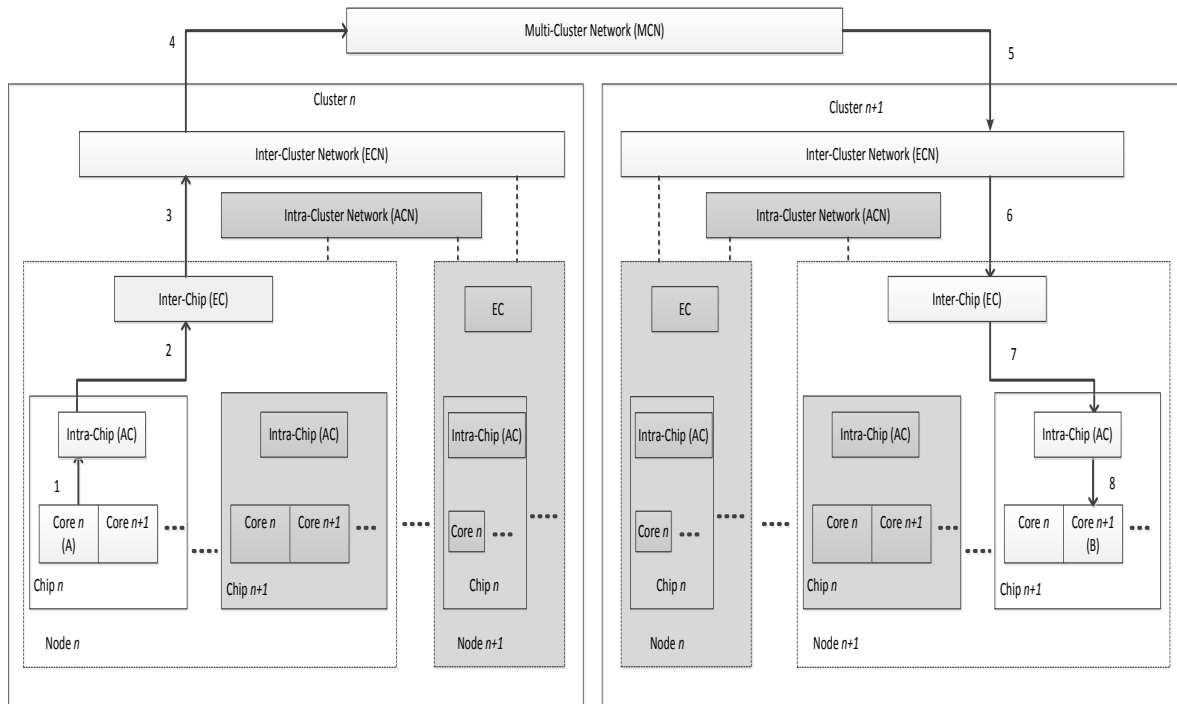 4
Multi-Cluster Network (MCN)
5
Cluster n
Inter-Cluster Network (ECN)
3
Intra-Cluster Network (ACN)
Inter-Chip (EC)
EC
2
Intra-Chip (AC)
Intra-Chip (AC)
Intra-Chip (AC)
1
Core n
(A)
Core n+1
Core n
Core n+1
Core n
Chip n
Chip n+1
Chip n
Node n
Node n+1
Cluster n+1
Inter-Cluster Network (ECN)
6
Intra-Cluster Network (ACN)
EC
Inter-Chip (EC)
7
Intra-Chip (AC)
Intra-Chip (AC)
Intra-Chip (AC)
8
Core n
Core n
Core n+1
Core n
Core n+1
(B)
Chip n
Chip n
Chip n+1
Node n
Node n+1